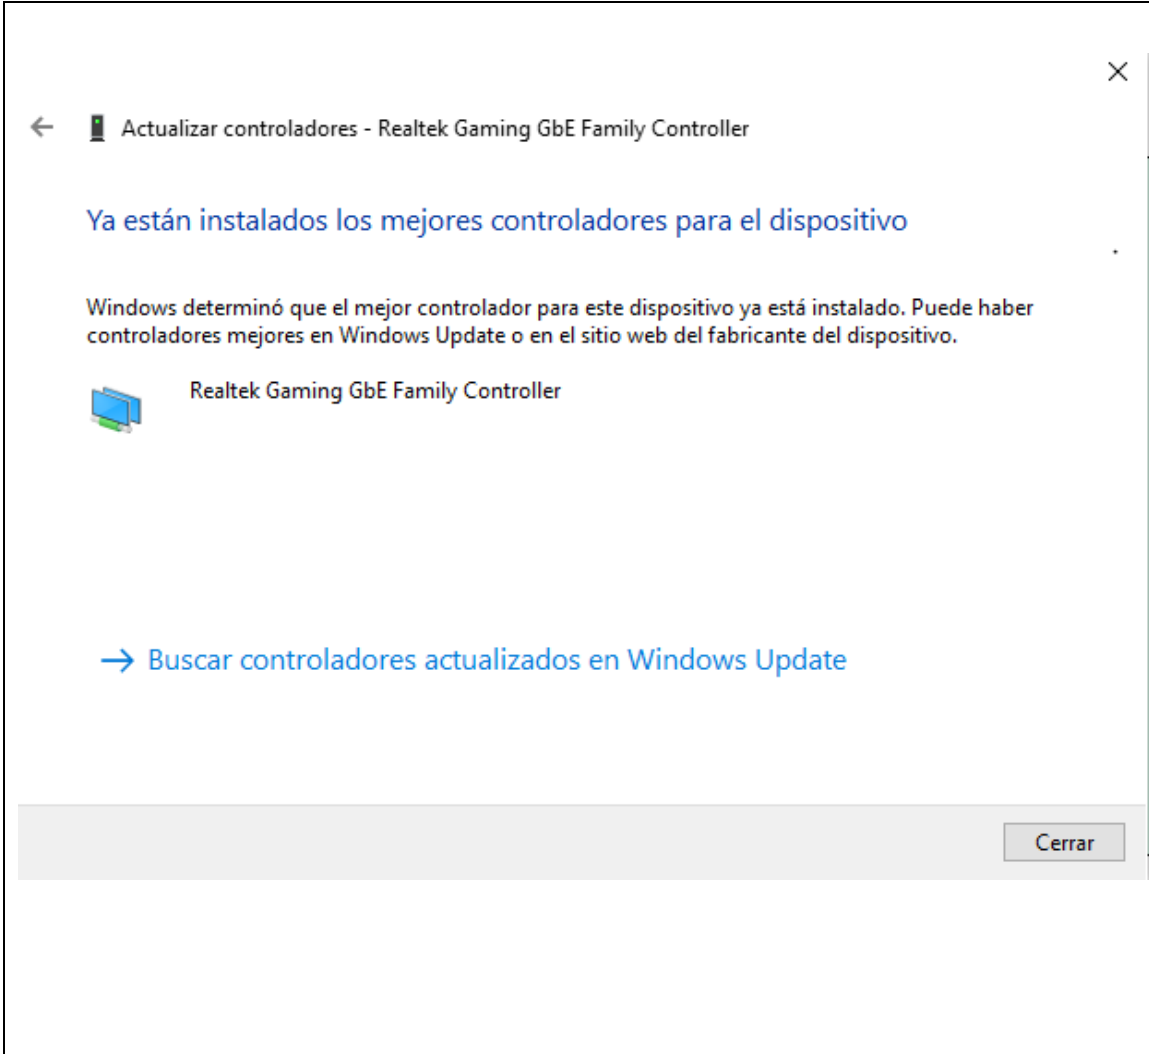 Actualizar controladores - Realtek Gaming GbE Family Controller
Ya están instalados los mejores controladores para el dispositivo
Windows determinó que el mejor controlador para este dispositivo ya está instalado. Puede haber
controladores mejores en Windows Update o en el sitio web del fabricante del dispositivo.
Realtek Gaming GbE Family Controller
Buscar controladores actualizados en Windows Update
Cerrar